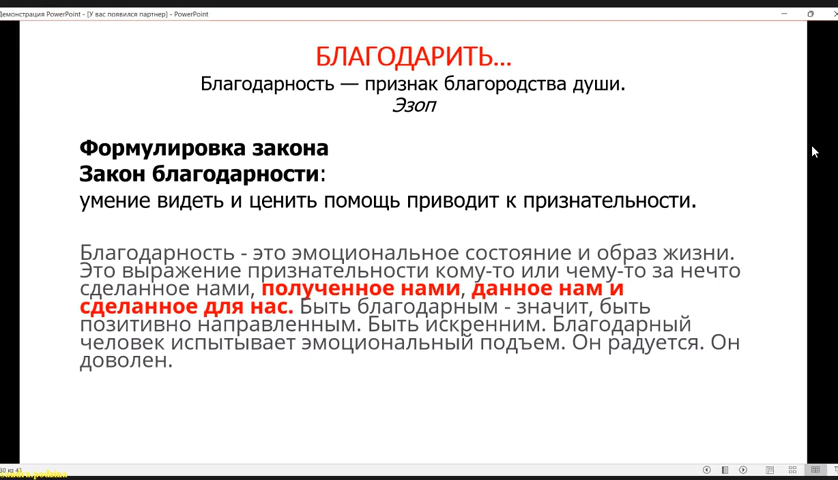 Демонстрация PowerPoint - [У вас появился партнер] - PowerPoint
БЛАГОДАРИТЬ...
Благодарность — признак благородства души.
Эзоп
Формулировка закона
Закон благодарности:
умение видеть и ценить помощь приводит к признательности.
Благодарность - это эмоциональное состояние и образ жизни.
Это выражение признательности кому-то или чему-то за нечто
сделанное нами, полученное нами, данное нам и
сделанное для нас. Быть благодарным - значит, быть
позитивно направленным. Быть искренним. Благодарный
человек испытывает эмоциональный подъем. Он радуется. Он
доволен.